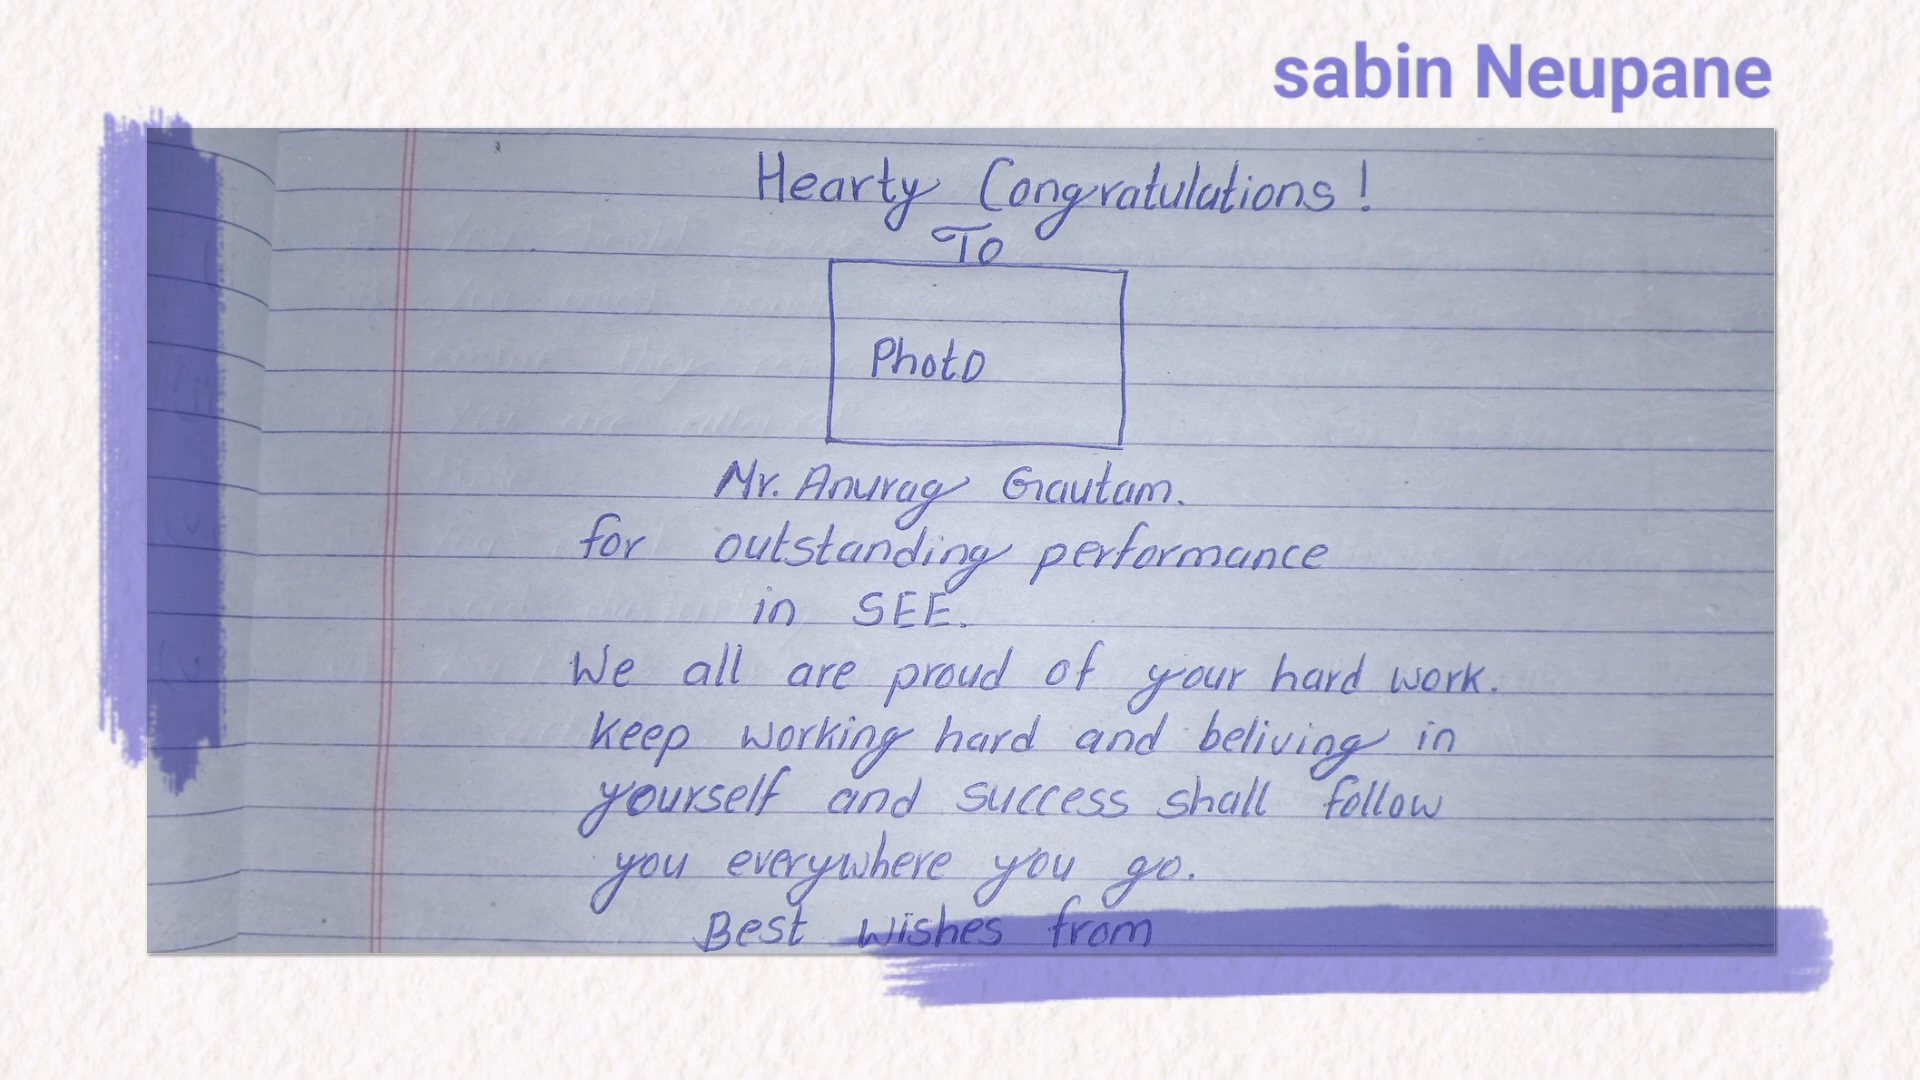 sabin Neupane
Hearty Congratulations!
To
Photo
Mr. Anurag Gautam.
for outstanding performance
in SEE.
We all are proud of your hard work.
keep working hard and beliving in
yourself and success shall follow
you everywhere you go.
Best wishes from